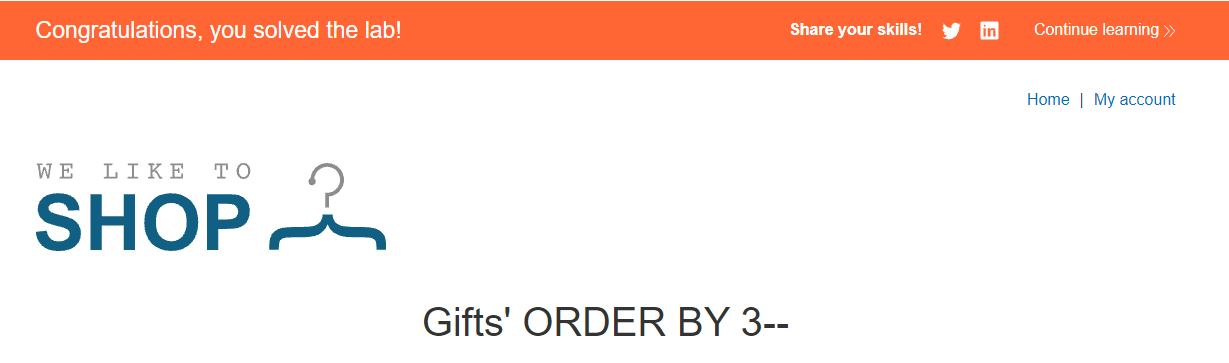 Congratulations, you solved the lab!
Share your skills!
Continue learning
Home | My account
WE LIKE TO
SHOP
Gifts' ORDER BY 3--